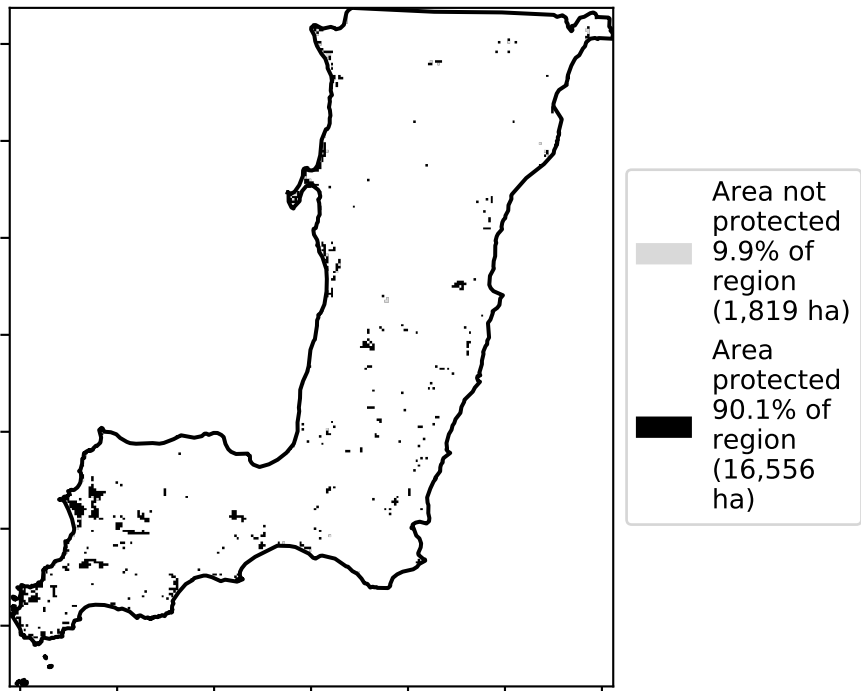 Area not
protected
9.9% of
region
(1,819 ha)
Area
protected
90.1% of
region
(16,556
ha)